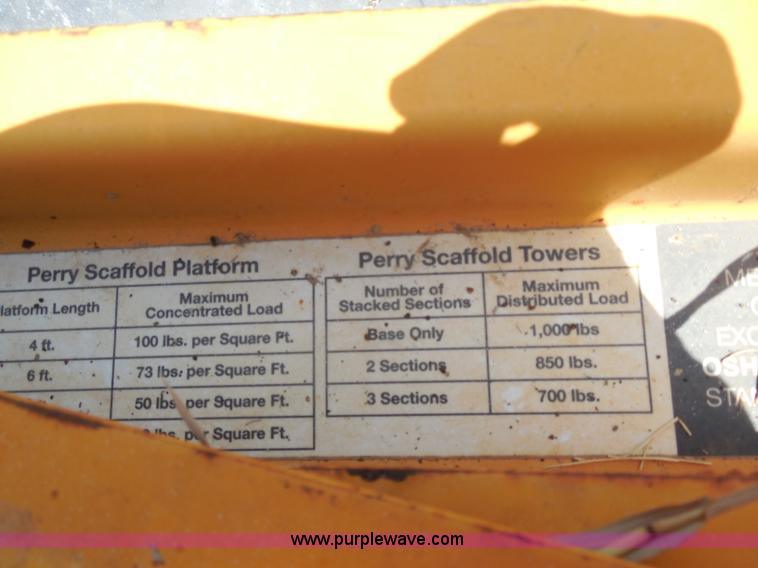 Perry Scaffold Platform
latform Length
Maximum
Concentrated Load
4 ft.
100 lbs. per Square Ft.
6 ft.
73 lbs. per Square Ft.
50 lbs. per Square Ft.
lbs. per Square Ft.
Perry Scaffold Towers
Number of
Stacked Sections
Maximum
Distributed Load
Base Only
1,000 lbs
2 Sections
850 lbs.
3 Sections
700 lbs.
ME
EXC
OSH
STA
www.purplewave.com